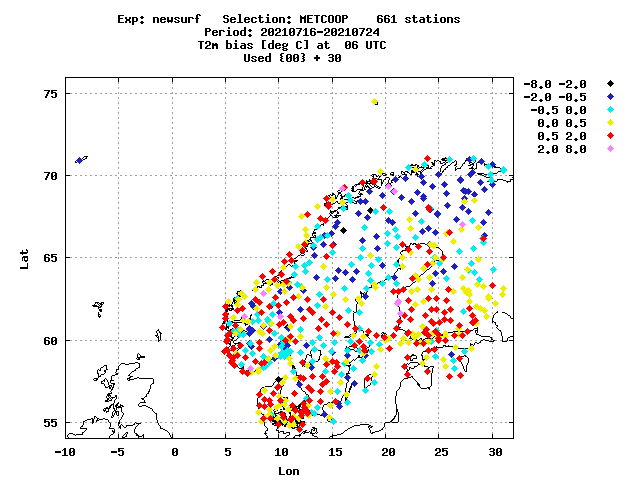 Exp: newsurf   Selection: METCOOP    661 stations
Period: 20210716-20210724
T2m bias [deg C] at  06 UTC
Used {00} + 30
-8.0 -2.0
-2.0 -0.5
-0.5 0.0
0.0 0.5
0.5 2.0
2.0 8.0
75
70
65
60
55
Lat
-10 -5 0 5 10 15 20 25 30
Lon